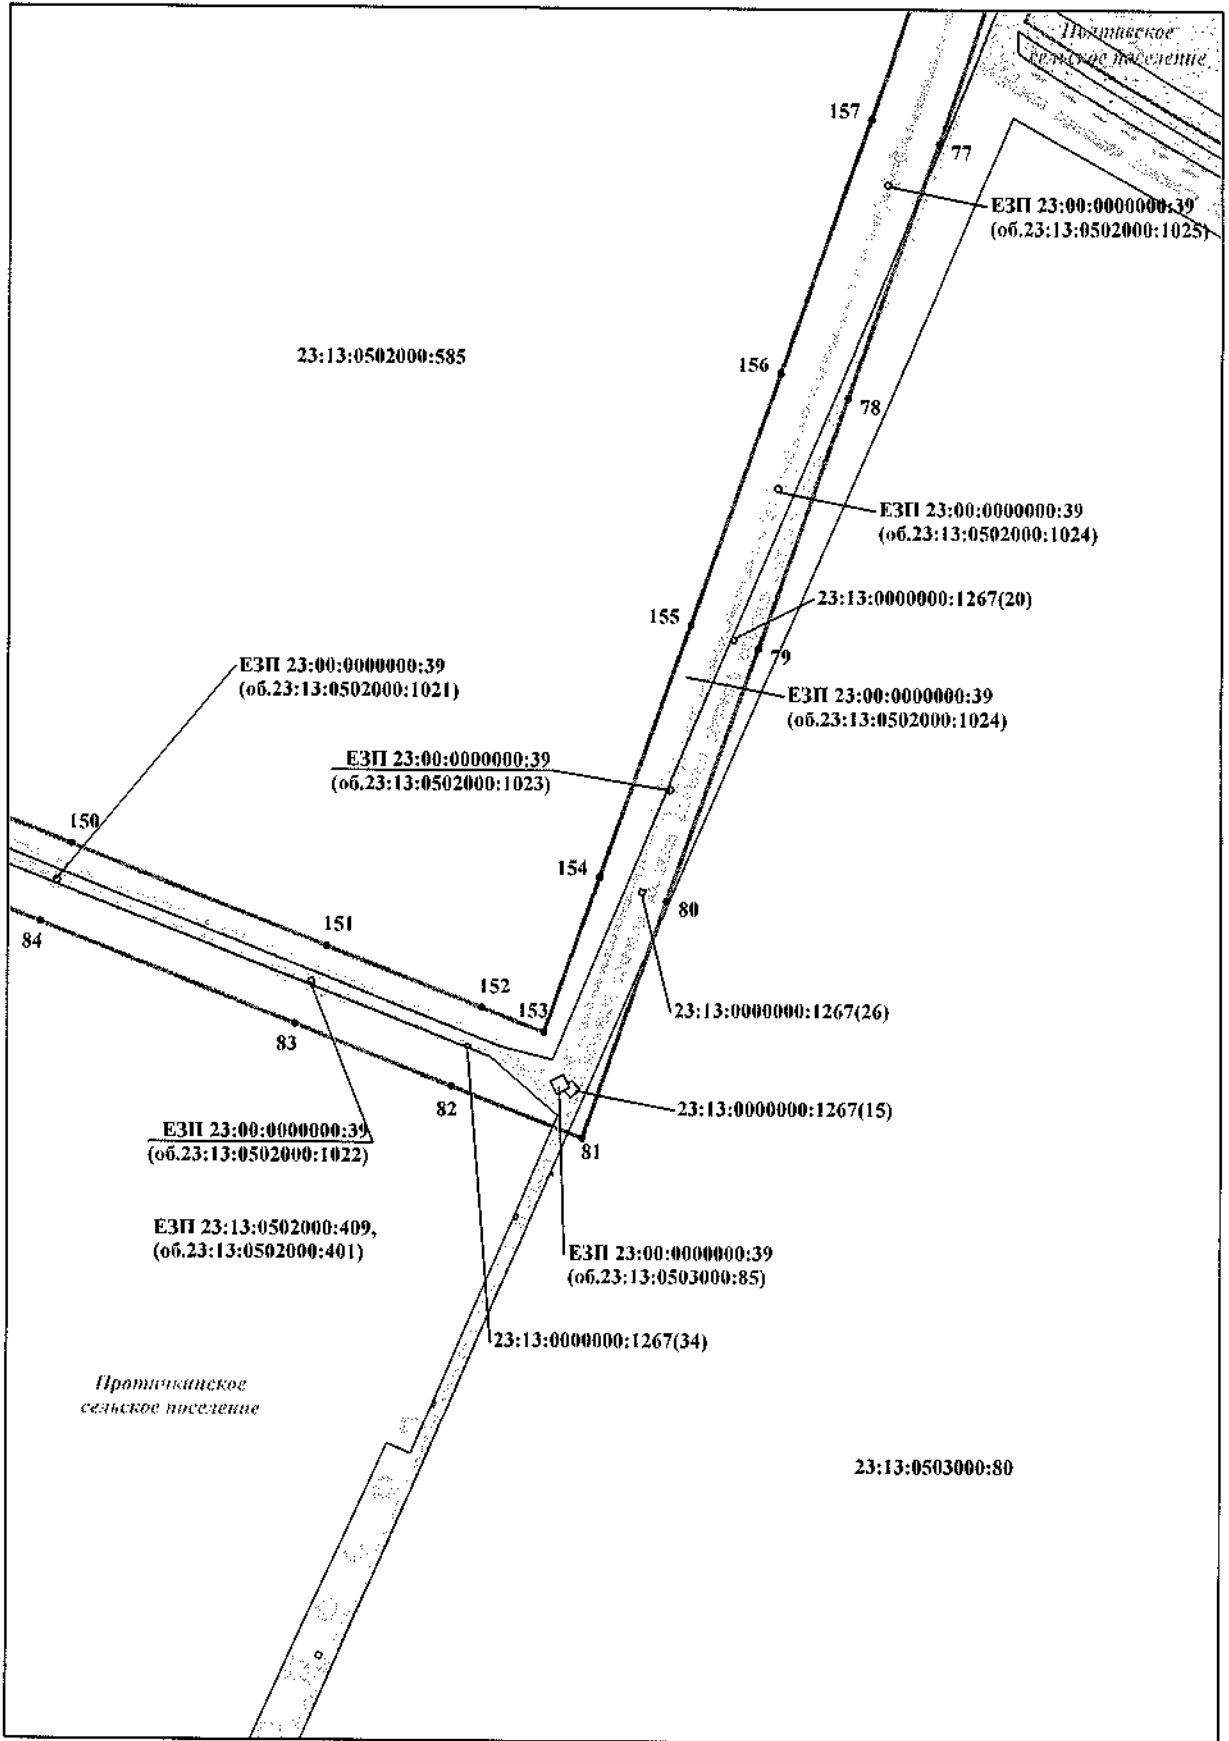 Полтавское
сельское поселение
157
77
ЕЗП 23:00:0000000:39
(об.23:13:0502000:1025)
23:13:0502000:585
156
78
ЕЗП 23:00:0000000:39
(об.23:13:0502000:1024)
23:13:0000000:1267(20)
155
79
ЕЗП 23:00:0000000:39
(об.23:13:0502000:1021)
ЕЗП 23:00:0000000:39
(об.23:13:0502000:1024)
ЕЗП 23:00:0000000:39
(об.23:13:0502000:1023)
150
154
80
84
151
152
153
23:13:0000000:1267(26)
83
82
23:13:0000000:1267(15)
ЕЗП 23:00:0000000:39
(об.23:13:0502000:1022)
81
ЕЗП 23:13:0502000:409,
(об.23:13:0502000:401)
ЕЗП 23:00:0000000:39
(об.23:13:0503000:85)
23:13:0000000:1267(34)
Протичкинское
сельское поселение
23:13:0503000:80